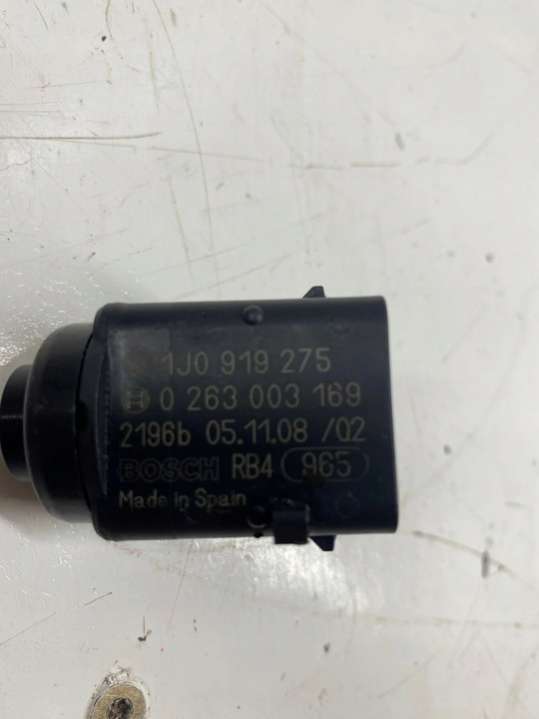 1J0 919 275
0 263 003 169
2196b 05.11.08 /02
BOSCH RB4 965
Made in Spain